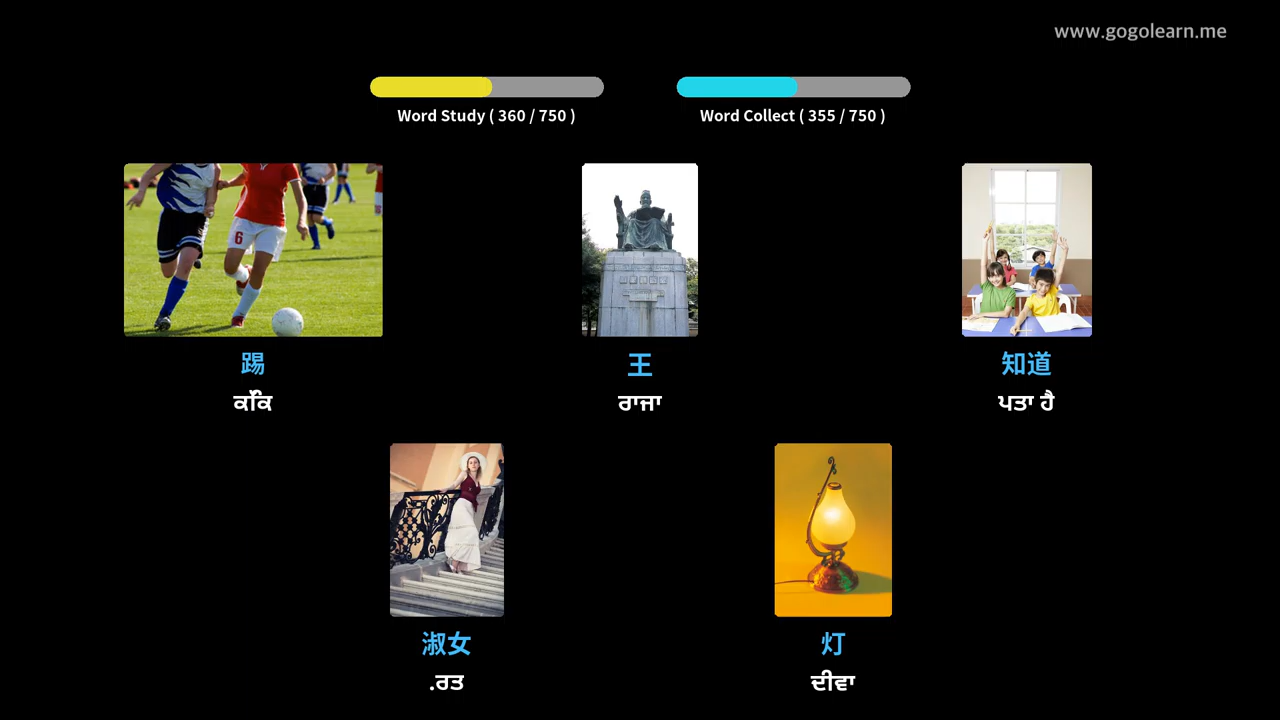 www.gogolearn.me
Word Study ( 360 / 750 )
Word Collect ( 355 / 750 )
6
踢
王
知道
ਕੱਕਿ
ਰਾਜਾ
ਪਤਾ ਹੈ
淑女
灯
.ਰਤ
ਦੀਵਾ